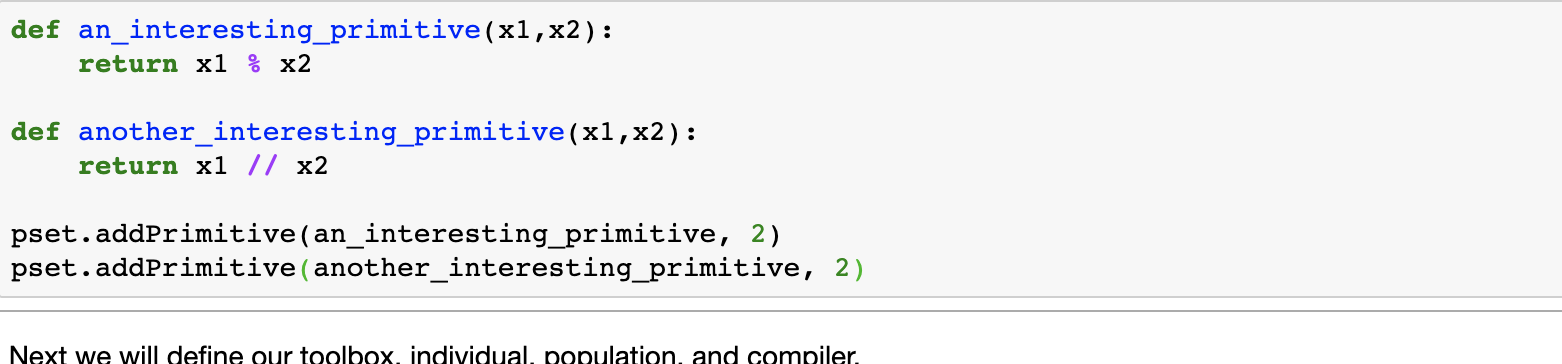 def an_interesting_primitive(x1,x2):
    return x1 % x2
def another_interesting_primitive(x1,x2):
    return x1 // x2
pset.addPrimitive(an_interesting_primitive, 2)
pset.addPrimitive(another_interesting_primitive, 2)
Next we will define our toolbox, individual, population, and compiler.